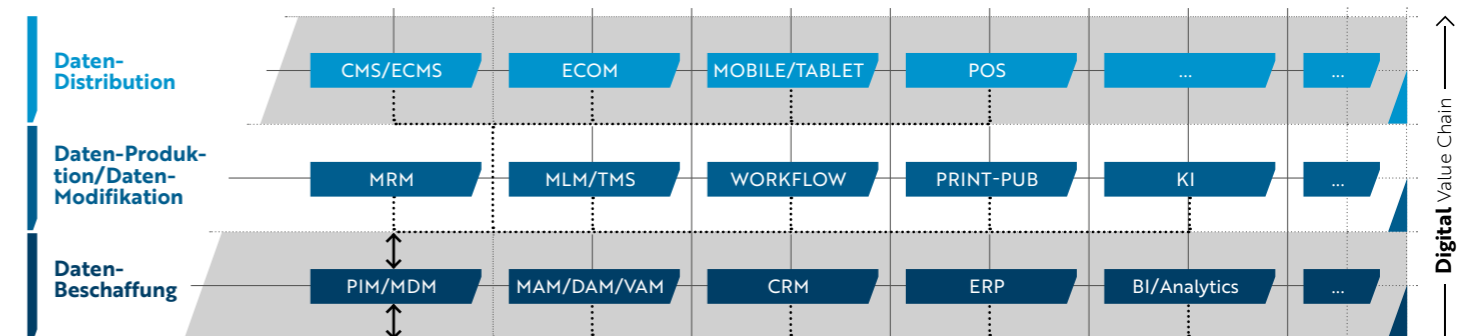 Daten-
Distribution
CMS/ECMS
ECOM
MOBILE/TABLET
POS
...
...
Daten-Produk-
tion/Daten-
Modifikation
MRM
MLM/TMS
WORKFLOW
PRINT-PUB
KI
...
Daten-
Beschaffung
PIM/MDM
MAM/DAM/VAM
CRM
ERP
BI/Analytics
...
Digital Value Chain